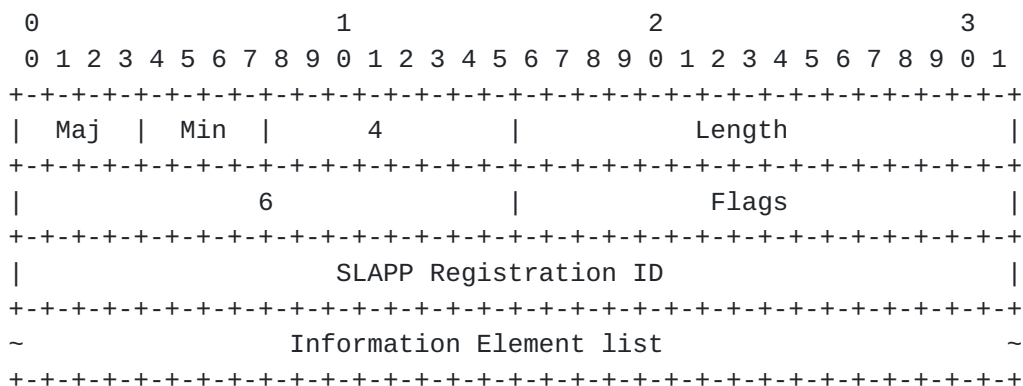 0                   1                   2                   3
 0 1 2 3 4 5 6 7 8 9 0 1 2 3 4 5 6 7 8 9 0 1 2 3 4 5 6 7 8 9 0 1
+-+-+-+-+-+-+-+-+-+-+-+-+-+-+-+-+-+-+-+-+-+-+-+-+-+-+-+-+-+-+-+-+
|  Maj  |  Min  |      4        |           Length              |
+-+-+-+-+-+-+-+-+-+-+-+-+-+-+-+-+-+-+-+-+-+-+-+-+-+-+-+-+-+-+-+-+
|               6               |            Flags              |
+-+-+-+-+-+-+-+-+-+-+-+-+-+-+-+-+-+-+-+-+-+-+-+-+-+-+-+-+-+-+-+-+
|                    SLAPP Registration ID                      |
+-+-+-+-+-+-+-+-+-+-+-+-+-+-+-+-+-+-+-+-+-+-+-+-+-+-+-+-+-+-+-+-+
~                 Information Element list                      ~
+-+-+-+-+-+-+-+-+-+-+-+-+-+-+-+-+-+-+-+-+-+-+-+-+-+-+-+-+-+-+-+-+